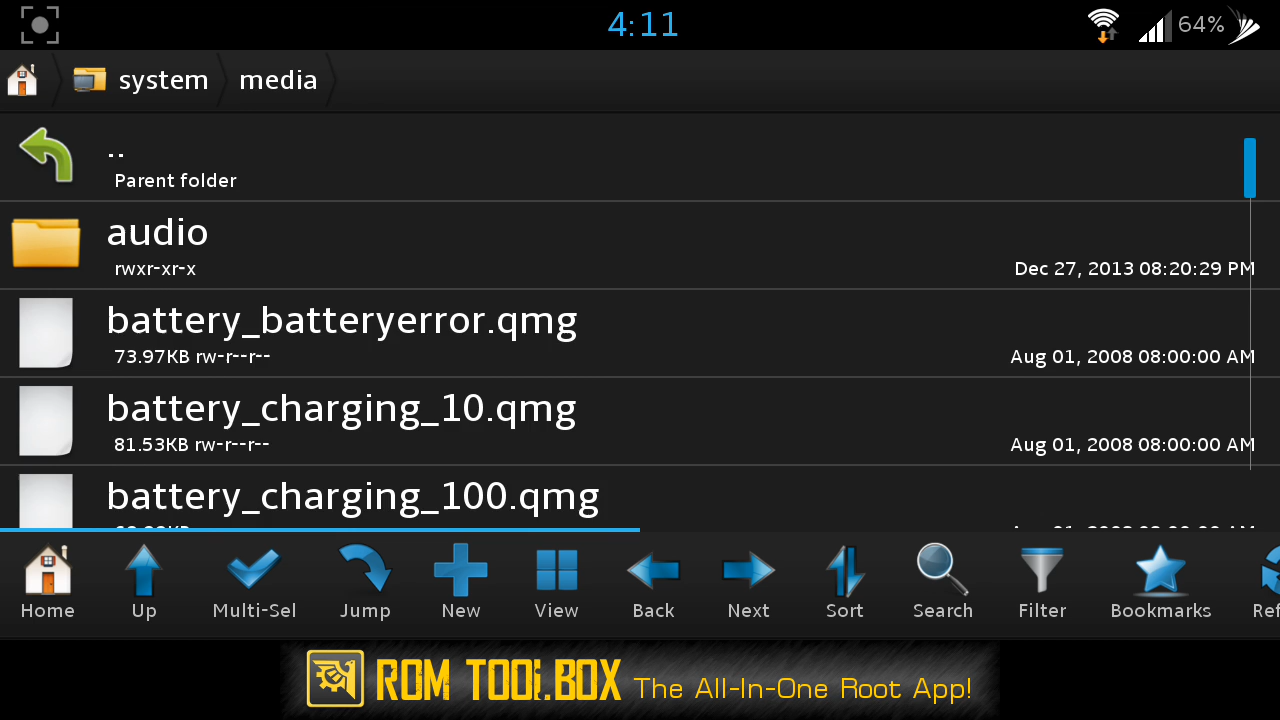 4:11 64%
system media
..
Parent folder
audio
rwxr-xr-x Dec 27, 2013 08:20:29 PM
battery_batteryerror.qmg
73.97KB rw-r--r-- Aug 01, 2008 08:00:00 AM
battery_charging_10.qmg
81.53KB rw-r--r-- Aug 01, 2008 08:00:00 AM
battery_charging_100.qmg
Home Up Multi-Sel Jump New View Back Next Sort Search Filter Bookmarks Ref
ROM TOOLBOX The All-In-One Root App!